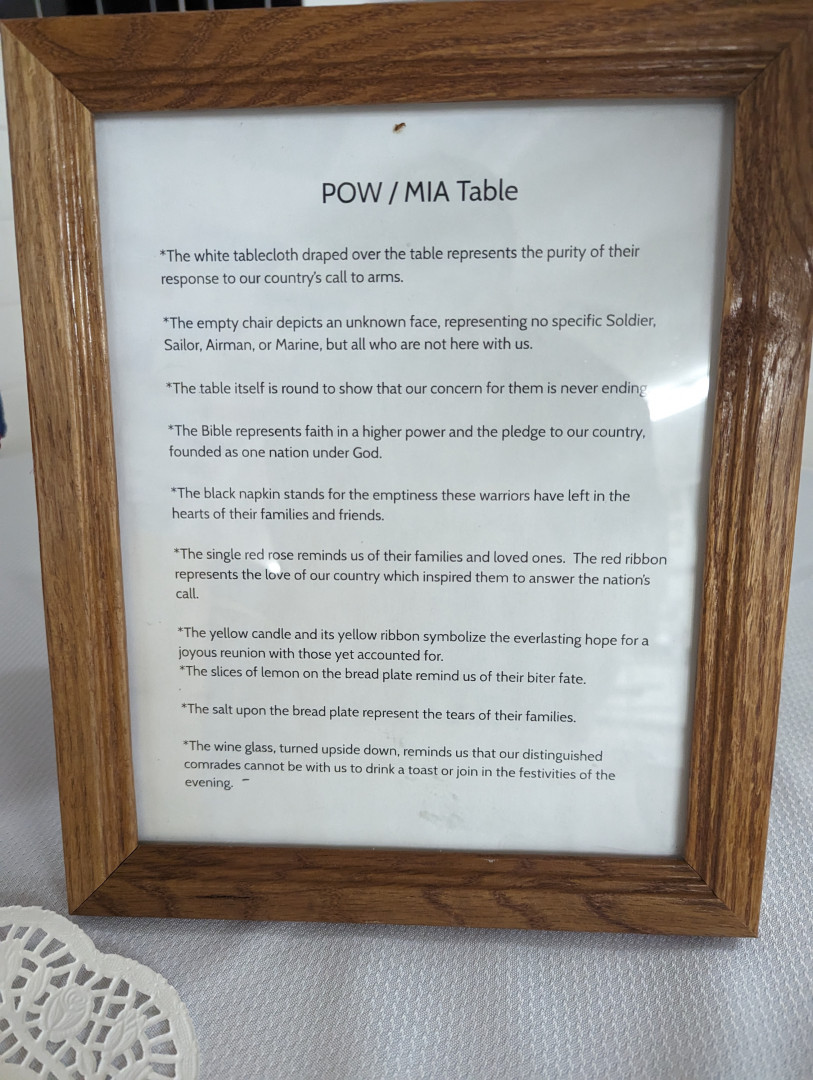 POW / MIA Table
*The white tablecloth draped over the table represents the purity of their
response to our country's call to arms.
*The empty chair depicts an unknown face, representing no specific Soldier,
Sailor, Airman, or Marine, but all who are not here with us.
*The table itself is round to show that our concern for them is never ending
*The Bible represents faith in a higher power and the pledge to our country,
founded as one nation under God.
*The black napkin stands for the emptiness these warriors have left in the
hearts of their families and friends.
*The single red rose reminds us of their families and loved ones.  The red ribbon
represents the love of our country which inspired them to answer the nation's
call.
*The yellow candle and its yellow ribbon symbolize the everlasting hope for a
joyous reunion with those yet accounted for.
*The slices of lemon on the bread plate remind us of their biter fate.
*The salt upon the bread plate represent the tears of their families.
*The wine glass, turned upside down, reminds us that our distinguished
comrades cannot be with us to drink a toast or join in the festivities of the
evening.